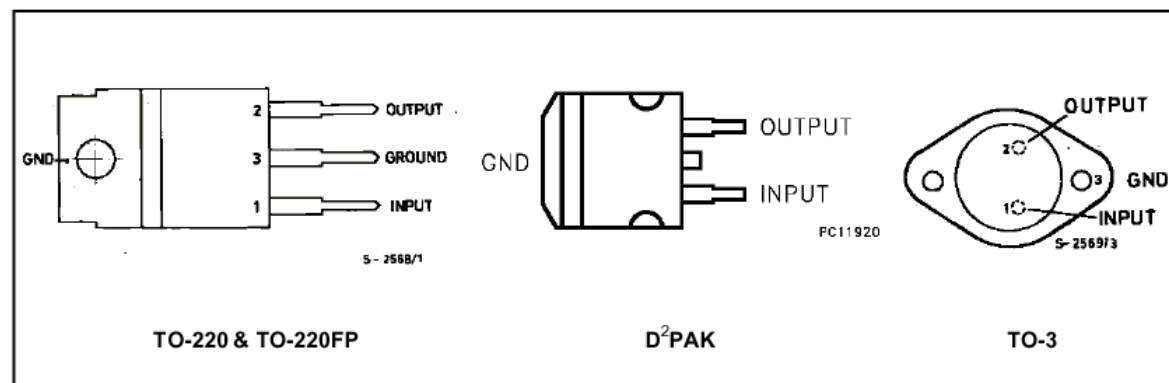 2 OUTPUT
GND 3 GROUND
1 INPUT
S-2568/1
TO-220 & TO-220FP
OUTPUT
GND
INPUT
PC11920
D²PAK
OUTPUT
2
3 GND
1 INPUT
S-2569/3
TO-3